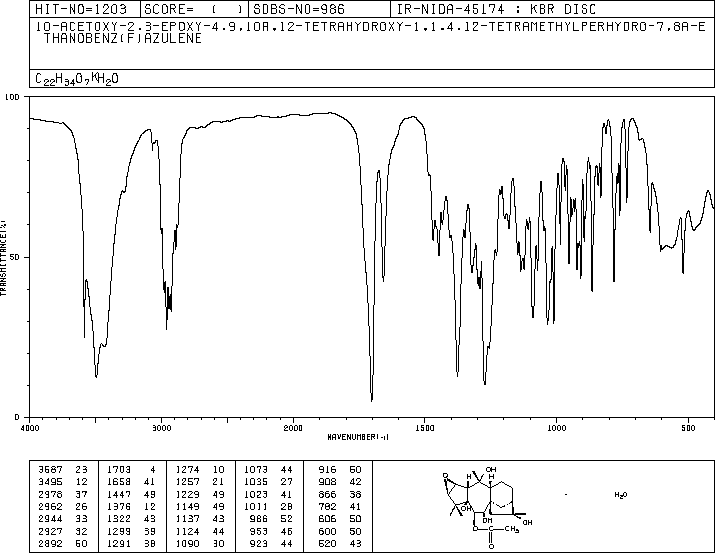 HIT-NO=1203 SCORE= ( ) SDBS-NO=986 IR-NIDA-45174 : KBR DISC
10-ACETOXY-2,3-EPOXY-4,9,10A,12-TETRAHYDROXY-1,1,4,12-TETRAMETHYLPERHYDRO-7,8A-E
THANOBENZ(F)AZULENE
C22H34O7XH2O
100
TRANSMITTANCE(%)
50
0
4000 3000 2000 1500 1000 500
WAVENUMBER(-1)
3587 23 1703 4 1274 10 1073 44 916 50
3495 12 1658 41 1257 21 1035 27 908 42
2978 37 1447 49 1229 49 1023 41 866 38
2962 26 1376 12 1149 49 1011 28 782 41
2944 33 1322 43 1137 43 986 52 606 50
2927 32 1299 39 1124 44 953 46 600 50
2892 50 1291 38 1090 30 923 44 520 43
OH
O
H
H
OH
OH
OH
O
C
CH3
O
H2O